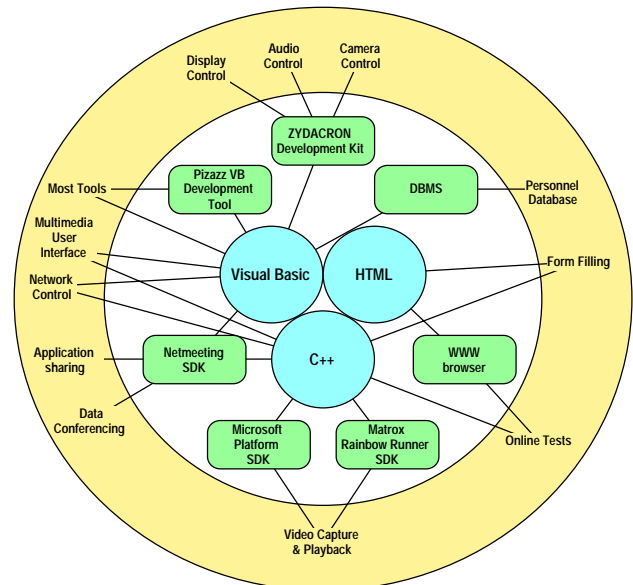 Audio
Control
Camera
Control
Display
Control
ZYDACRON
Development Kit
Pizazz VB
Development
Tool
DBMS
Most Tools
Personnel
Database
Multimedia
User
Interface
Visual Basic
HTML
Form Filling
Network
Control
Application
sharing
Netmeeting
SDK
C++
WWW
browser
Data
Conferencing
Microsoft
Platform
SDK
Matrox
Rainbow Runner
SDK
Online Tests
Video Capture
& Playback